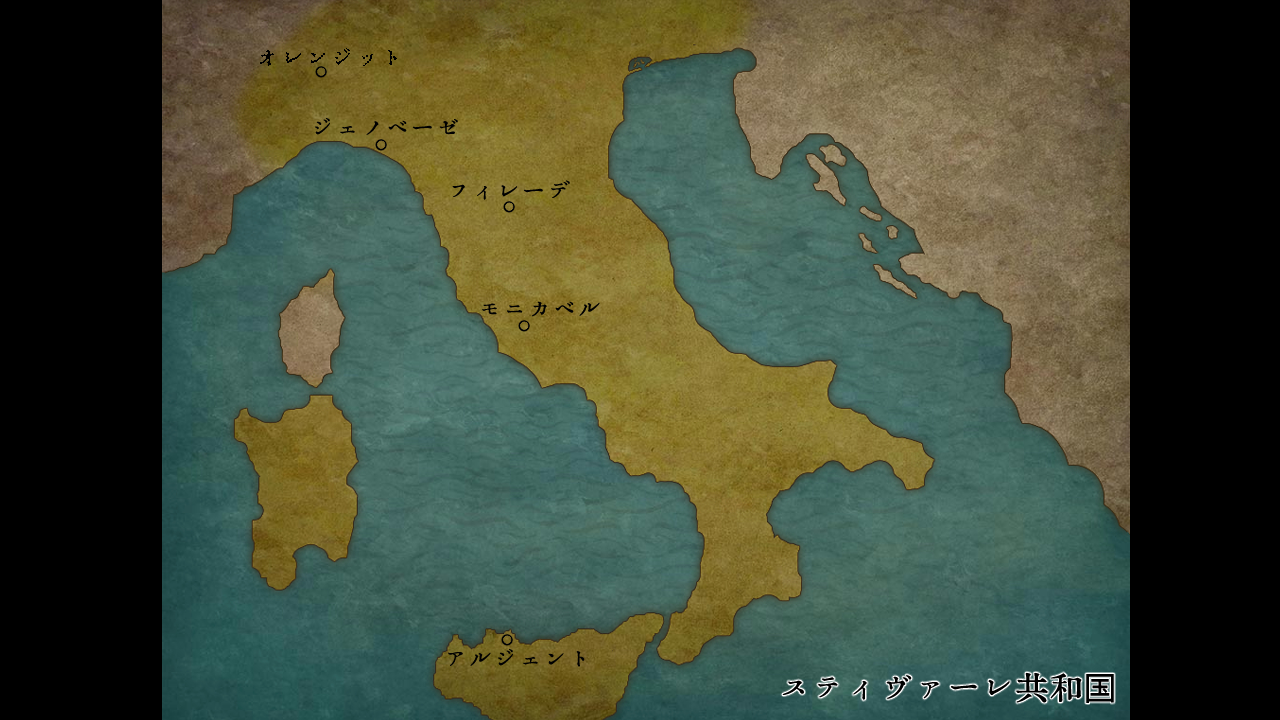 オレンジット
ジェノベーゼ
フィレーデ
モニカベル
アルジェント
スティヴァーレ共和国